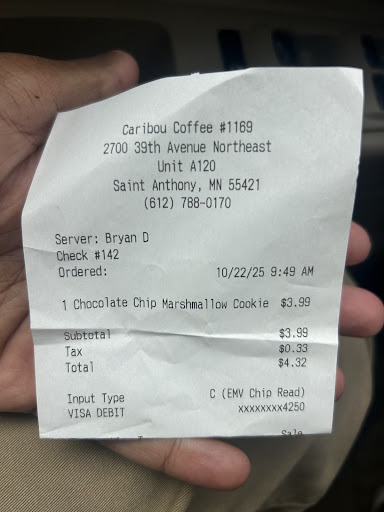 Caribou Coffee #1169
2700 39th Avenue Northeast
Unit A120
Saint Anthony, MN 55421
(612) 788-0170
Server: Bryan D
Check #142
Ordered: 10/22/25 9:49 AM
1 Chocolate Chip Marshmallow Cookie $3.99
Subtotal $3.99
Tax $0.33
Total $4.32
Input Type C (EMV Chip Read)
VISA DEBIT xxxxxxxx4250
Sale